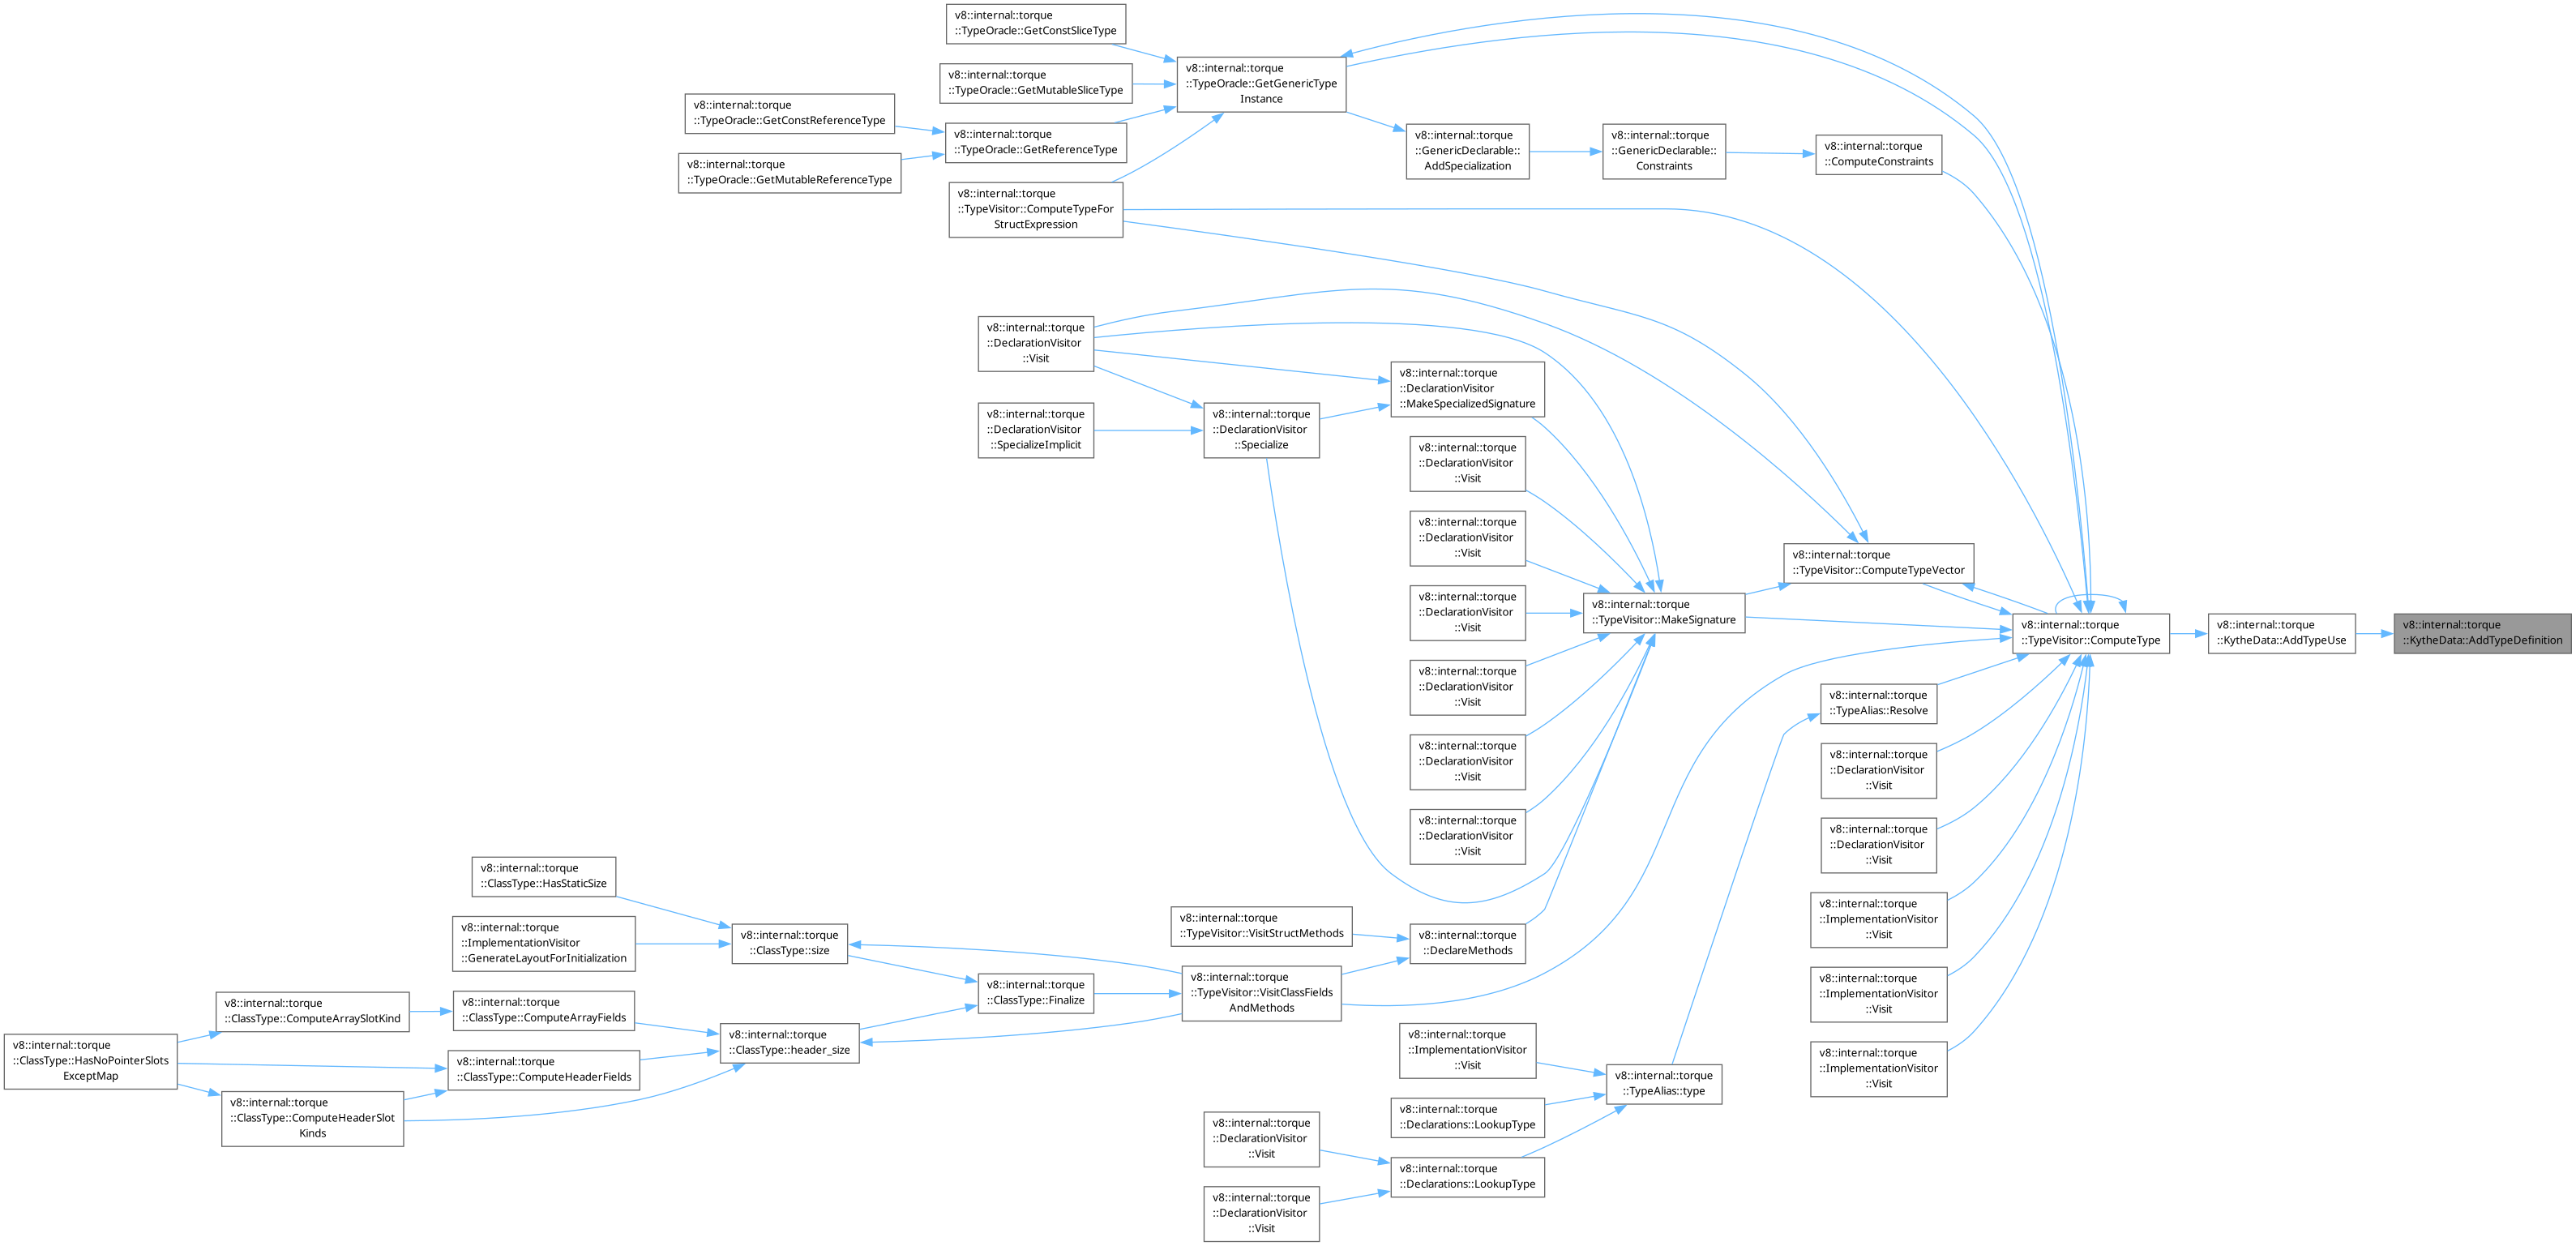 v8::internal::torque
::TypeOracle::GetConstSliceType
v8::internal::torque
::TypeOracle::GetMutableSliceType
v8::internal::torque
::TypeOracle::GetGenericType
Instance
v8::internal::torque
::TypeOracle::GetConstReferenceType
v8::internal::torque
::TypeOracle::GetMutableReferenceType
v8::internal::torque
::TypeOracle::GetReferenceType
v8::internal::torque
::TypeVisitor::ComputeTypeFor
StructExpression
v8::internal::torque
::GenericDeclarable::
AddSpecialization
v8::internal::torque
::GenericDeclarable::
Constraints
v8::internal::torque
::ComputeConstraints
v8::internal::torque
::DeclarationVisitor
::Visit
v8::internal::torque
::DeclarationVisitor
::SpecializeImplicit
v8::internal::torque
::DeclarationVisitor
::Specialize
v8::internal::torque
::DeclarationVisitor
::MakeSpecializedSignature
v8::internal::torque
::DeclarationVisitor
::Visit
v8::internal::torque
::DeclarationVisitor
::Visit
v8::internal::torque
::DeclarationVisitor
::Visit
v8::internal::torque
::DeclarationVisitor
::Visit
v8::internal::torque
::DeclarationVisitor
::Visit
v8::internal::torque
::DeclarationVisitor
::Visit
v8::internal::torque
::TypeVisitor::MakeSignature
v8::internal::torque
::TypeVisitor::ComputeTypeVector
v8::internal::torque
::TypeVisitor::ComputeType
v8::internal::torque
::KytheData::AddTypeUse
v8::internal::torque
::KytheData::AddTypeDefinition
v8::internal::torque
::TypeAlias::Resolve
v8::internal::torque
::DeclarationVisitor
::Visit
v8::internal::torque
::DeclarationVisitor
::Visit
v8::internal::torque
::ImplementationVisitor
::Visit
v8::internal::torque
::ImplementationVisitor
::Visit
v8::internal::torque
::ImplementationVisitor
::Visit
v8::internal::torque
::ClassType::HasStaticSize
v8::internal::torque
::ImplementationVisitor
::GenerateLayoutForInitialization
v8::internal::torque
::ClassType::size
v8::internal::torque
::TypeVisitor::VisitStructMethods
v8::internal::torque
::DeclareMethods
v8::internal::torque
::TypeVisitor::VisitClassFields
AndMethods
v8::internal::torque
::ClassType::Finalize
v8::internal::torque
::ClassType::header_size
v8::internal::torque
::ClassType::ComputeArrayFields
v8::internal::torque
::ClassType::ComputeArraySlotKind
v8::internal::torque
::ClassType::HasNoPointerSlots
ExceptMap
v8::internal::torque
::ClassType::ComputeHeaderFields
v8::internal::torque
::ClassType::ComputeHeaderSlot
Kinds
v8::internal::torque
::ImplementationVisitor
::Visit
v8::internal::torque
::TypeAlias::type
v8::internal::torque
::Declarations::LookupType
v8::internal::torque
::Declarations::LookupType
v8::internal::torque
::DeclarationVisitor
::Visit
v8::internal::torque
::DeclarationVisitor
::Visit